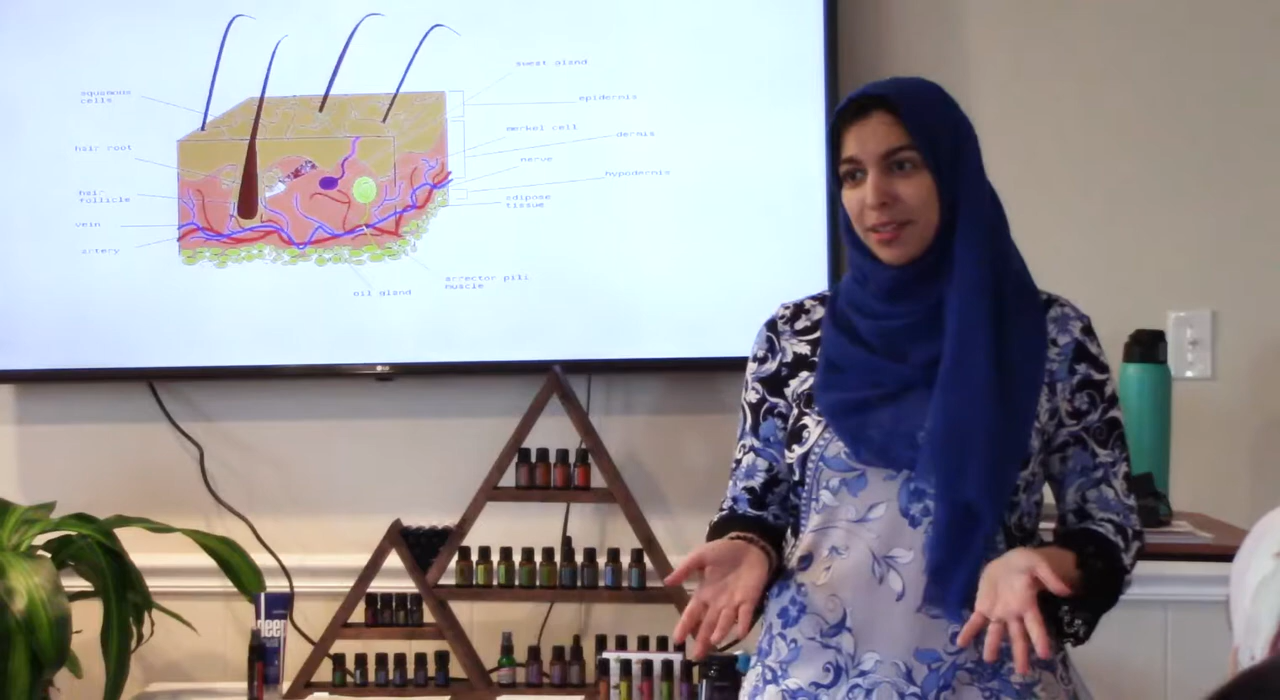 sweat gland
squamous
cells
epidermis
merkel cell
dermis
hair root
nerve
hypodermis
hair
follicle
adipose
tissue
vein
artery
arrector pili
muscle
oil gland
LG